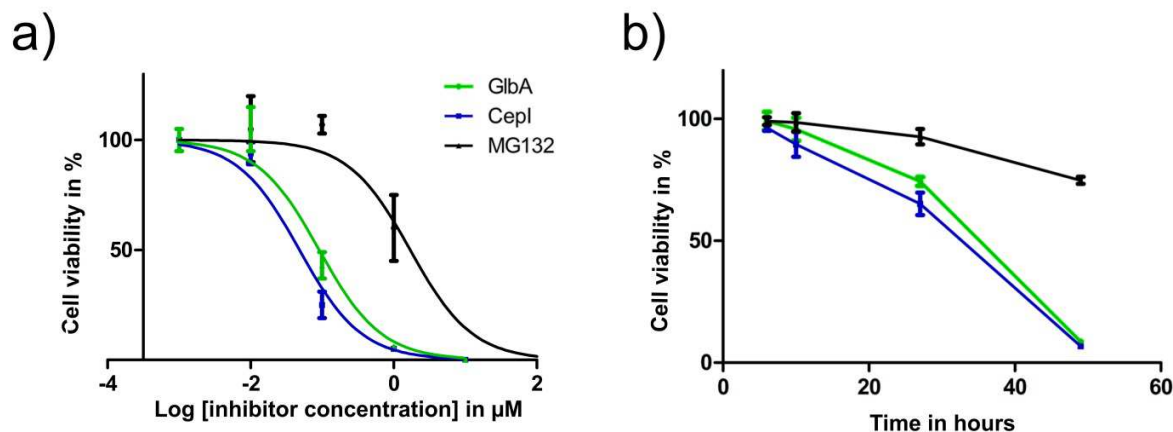 a)
GlbA
CepI
MG132
100
50
Cell viability in %
-4
-2
0
2
Log [inhibitor concentration] in µM
b)
100
50
0
Cell viability in %
0
20
40
60
Time in hours